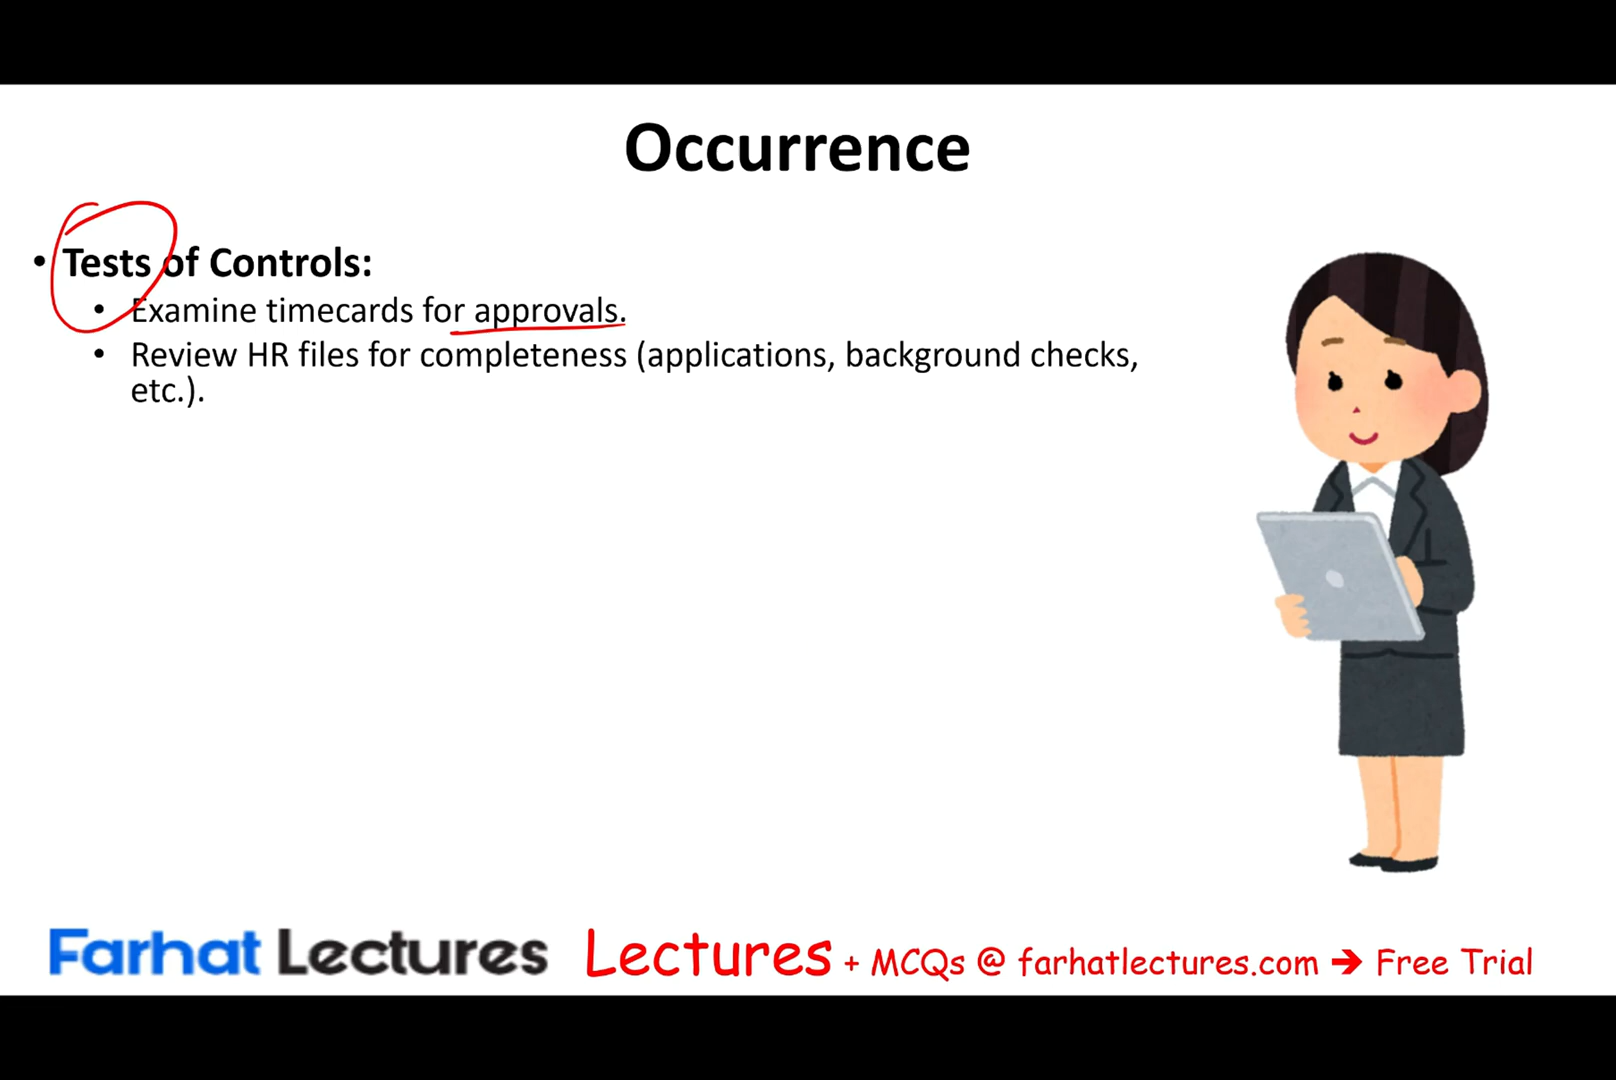 Occurrence
• Tests of Controls:
• Examine timecards for approvals.
• Review HR files for completeness (applications, background checks,
etc.).
Farhat Lectures Lectures + MCQs @ farhatlectures.com ➔ Free Trial